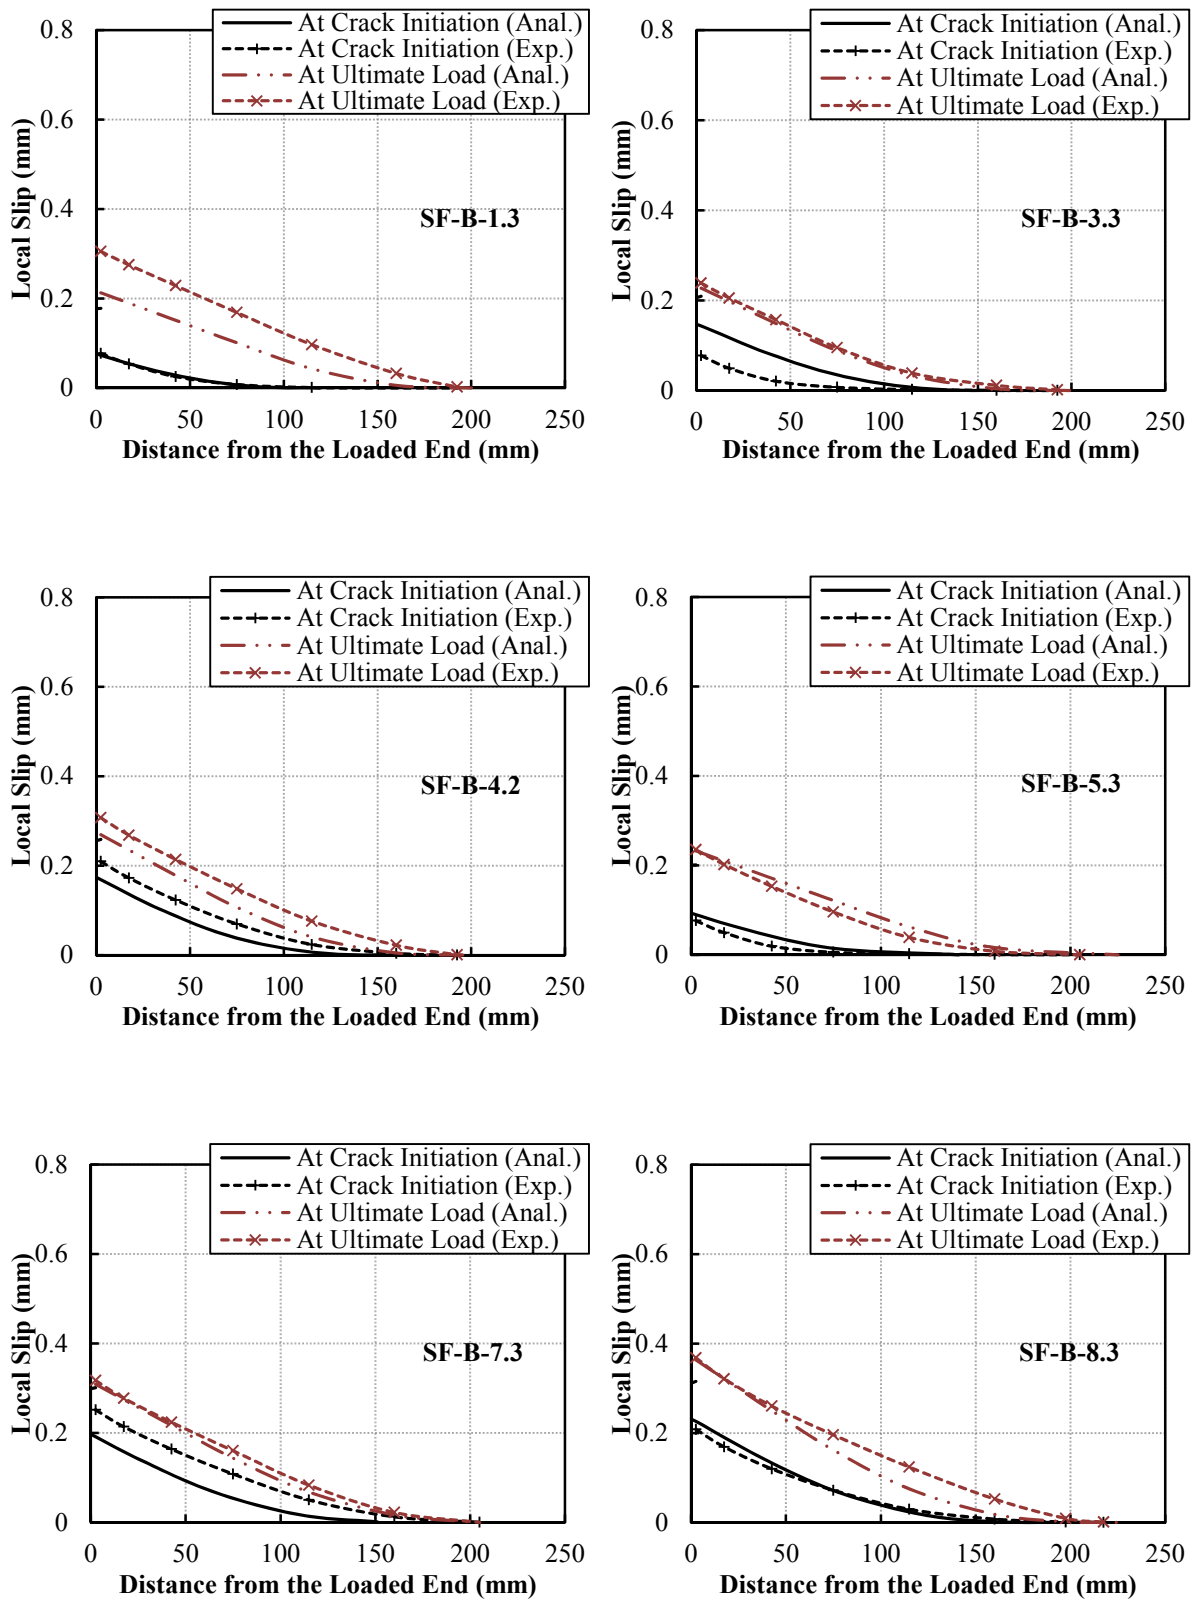 At Crack Initiation (Anal.)
At Crack Initiation (Exp.)
At Ultimate Load (Anal.)
At Ultimate Load (Exp.)
0.8
0.6
0.4
0.2
0
Local Slip (mm)
SF-B-1.3
0 50 100 150 200 250
Distance from the Loaded End (mm)
At Crack Initiation (Anal.)
At Crack Initiation (Exp.)
At Ultimate Load (Anal.)
At Ultimate Load (Exp.)
0.8
0.6
0.4
0.2
0
Local Slip (mm)
SF-B-3.3
0 50 100 150 200 250
Distance from the Loaded End (mm)
At Crack Initiation (Anal.)
At Crack Initiation (Exp.)
At Ultimate Load (Anal.)
At Ultimate Load (Exp.)
0.8
0.6
0.4
0.2
0
Local Slip (mm)
SF-B-4.2
0 50 100 150 200 250
Distance from the Loaded End (mm)
At Crack Initiation (Anal.)
At Crack Initiation (Exp.)
At Ultimate Load (Anal.)
At Ultimate Load (Exp.)
0.8
0.6
0.4
0.2
0
Local Slip (mm)
SF-B-5.3
0 50 100 150 200 250
Distance from the Loaded End (mm)
At Crack Initiation (Anal.)
At Crack Initiation (Exp.)
At Ultimate Load (Anal.)
At Ultimate Load (Exp.)
0.8
0.6
0.4
0.2
0
Local Slip (mm)
SF-B-7.3
0 50 100 150 200 250
Distance from the Loaded End (mm)
At Crack Initiation (Anal.)
At Crack Initiation (Exp.)
At Ultimate Load (Anal.)
At Ultimate Load (Exp.)
0.8
0.6
0.4
0.2
0
Local Slip (mm)
SF-B-8.3
0 50 100 150 200 250
Distance from the Loaded End (mm)